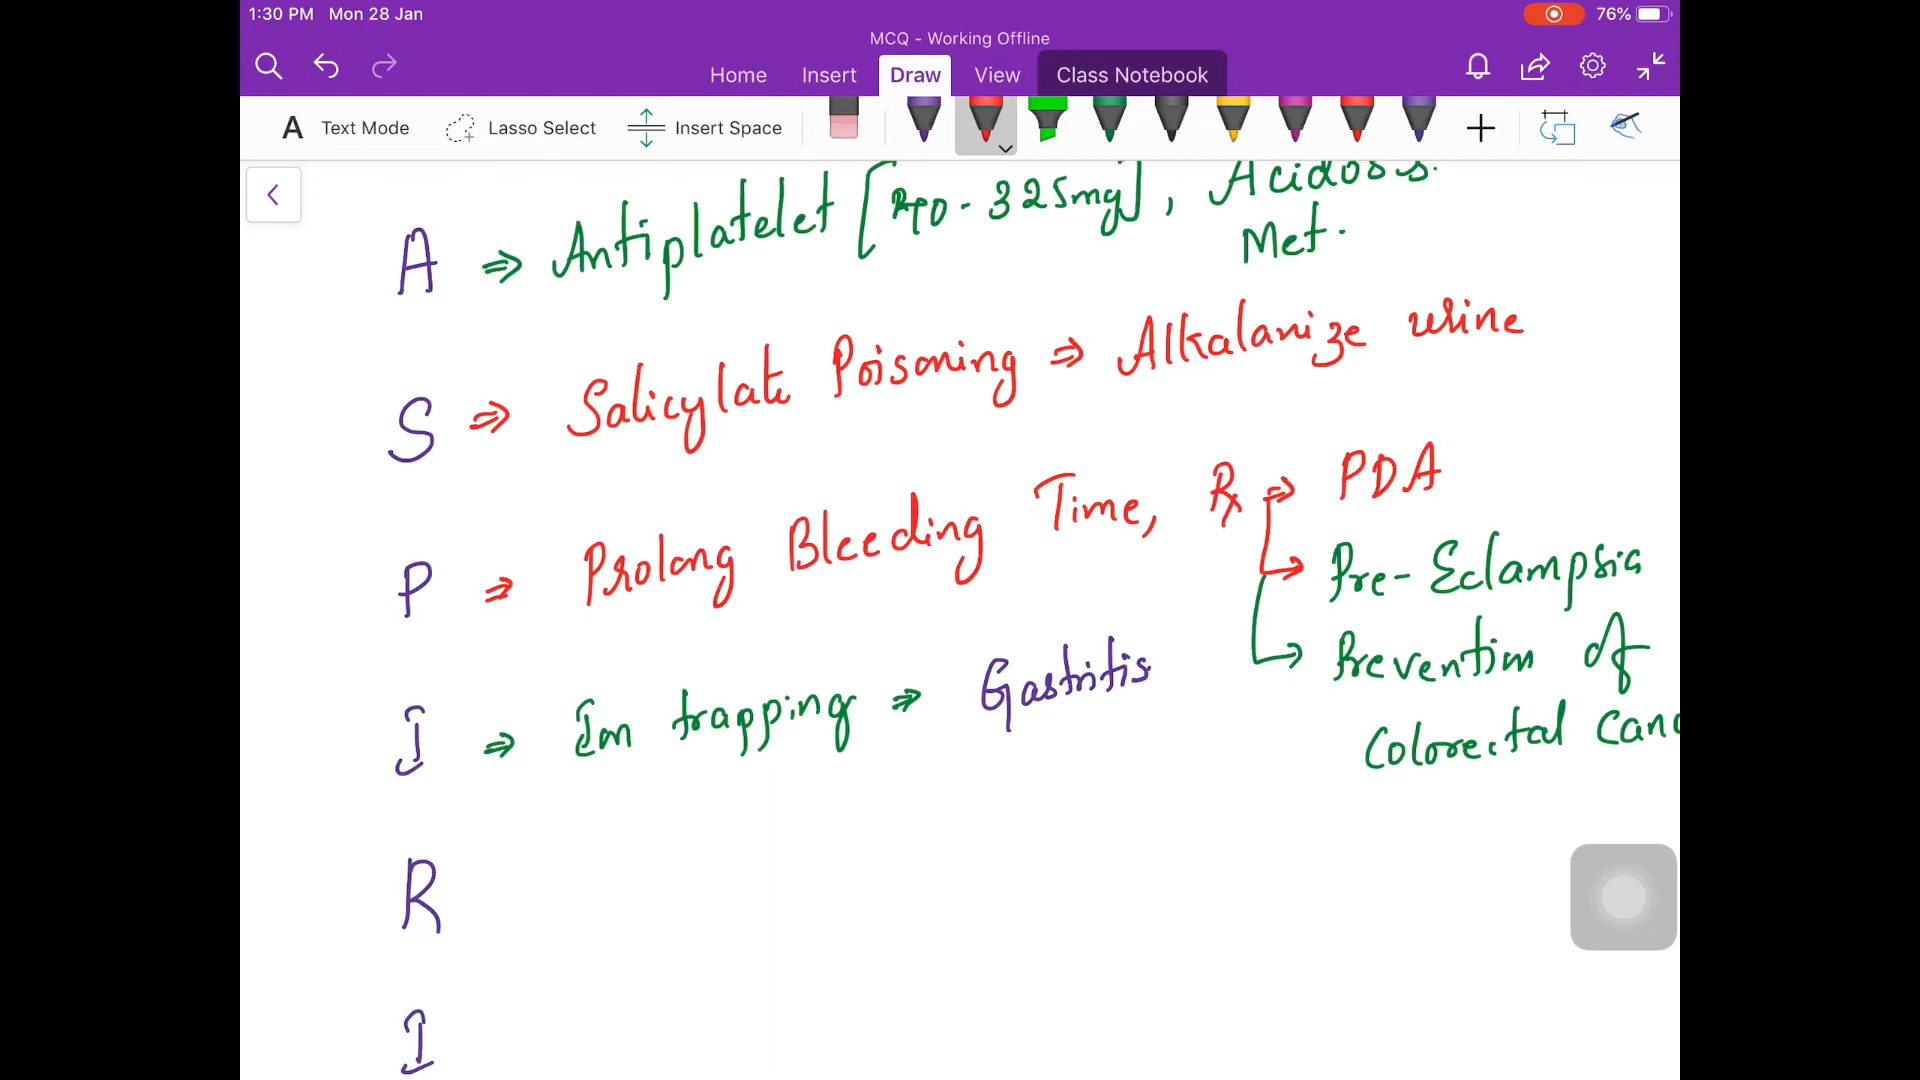 1:30 PM Mon 28 Jan
76%
MCQ - Working Offline
Home Insert Draw View Class Notebook
A Text Mode Lasso Select Insert Space
A ⇒ Antiplatelet [ - 325mg], Acidosis
Met.
S ⇒ Salicylate Poisoning ⇒ Alkalanize urine
P ⇒ Prolong Bleeding Time, Rx → PDA
→ Pre-Eclampsia
→ Prevention of
Colorectal Canc
I ⇒ Ion trapping ⇒ Gastritis
R
I